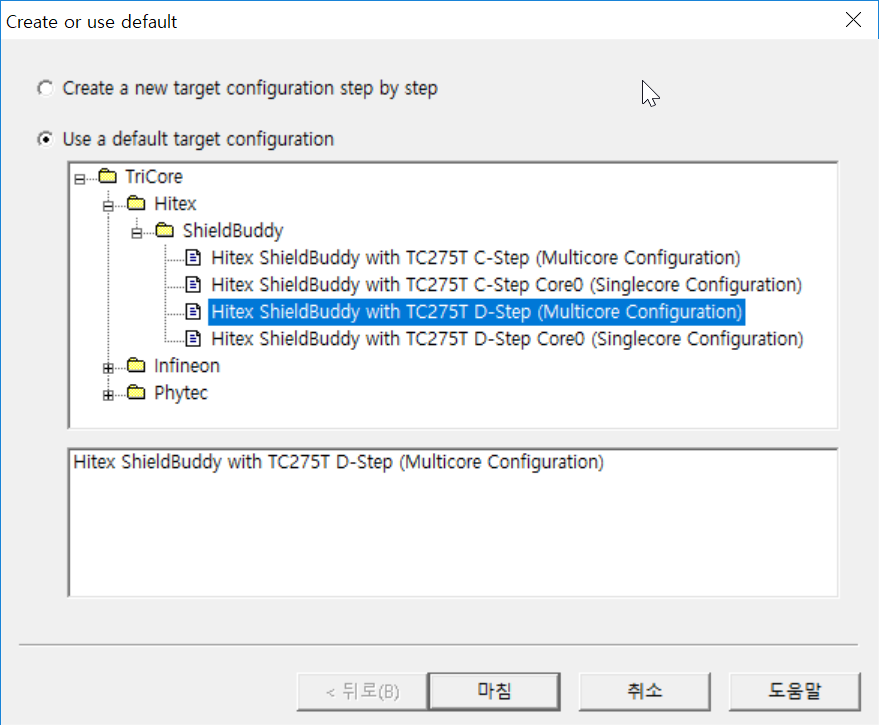 Create or use default
Create a new target configuration step by step
Use a default target configuration
TriCore
Hitex
ShieldBuddy
Hitex ShieldBuddy with TC275T C-Step (Multicore Configuration)
Hitex ShieldBuddy with TC275T C-Step Core0 (Singlecore Configuration)
Hitex ShieldBuddy with TC275T D-Step (Multicore Configuration)
Hitex ShieldBuddy with TC275T D-Step Core0 (Singlecore Configuration)
Infineon
Phytec
Hitex ShieldBuddy with TC275T D-Step (Multicore Configuration)
< 뒤로(B) 마침 취소 도움말